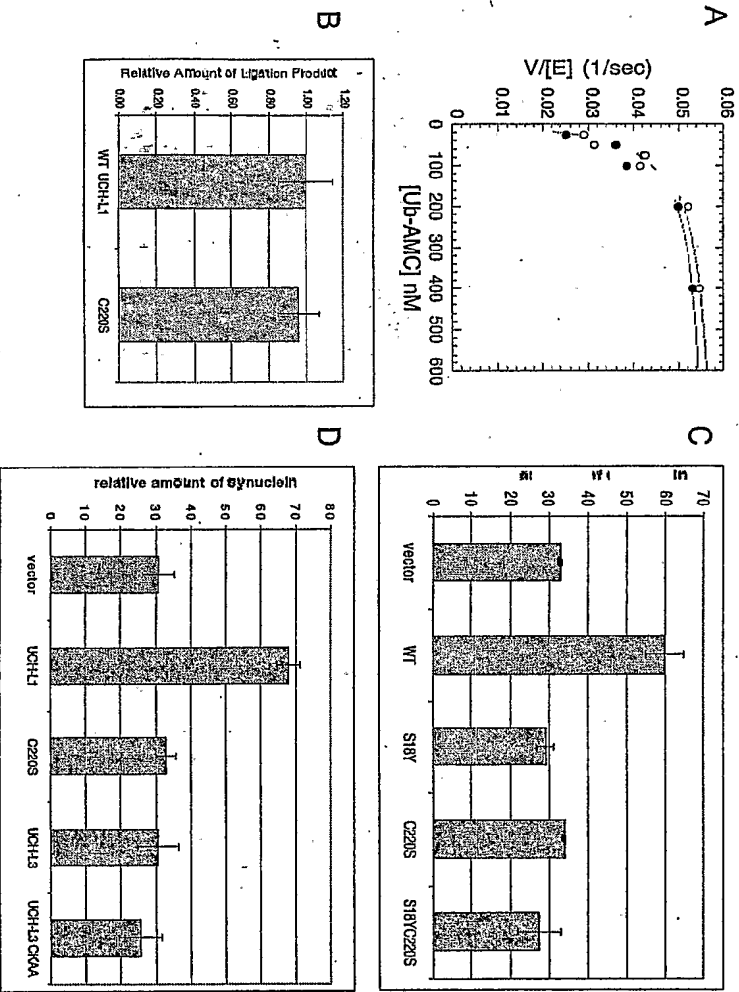 A
V/[E] (1/sec)
0.06
0.05
0.04
0.03
0.02
0.01
0
0 100 200 300 400 500 600
[Ub-AMC] nM
B
Relative Amount of Ligation Product
1.20
1.00
0.80
0.60
0.40
0.20
0.00
WT UCH-L1
C220S
C
70
60
50
40
30
20
10
0
vector
WT
S18Y
C220S
S18YC220S
D
relative amount of synuclein
80
70
60
50
40
30
20
10
0
vector
UCH-L1
C220S
UCH-L3
UCH-L3 CKAA